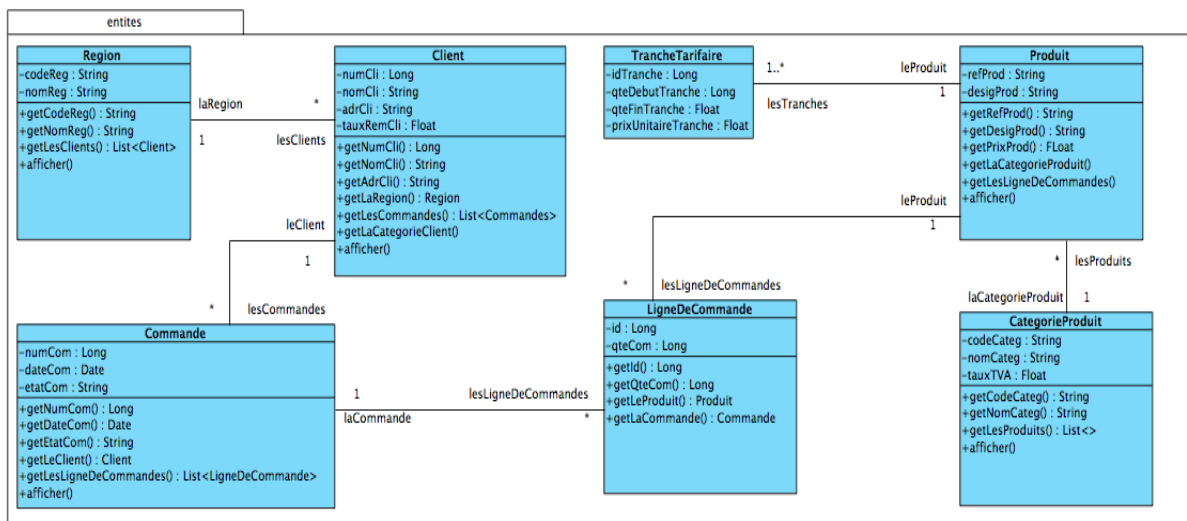 entites
Region
-codeReg : String
-nomReg : String
+getCodeReg() : String
+getNomReg() : String
+getLesClients() : List<Client>
+afficher()
laRegion
1
*
lesClients
Client
-numCli : Long
-nomCli : String
-adrCli : String
-tauxRemCli : Float
+getNumCli() : Long
+getNomCli() : String
+getAdrCli() : String
+getLaRegion() : Region
+getLesCommandes() : List<Commandes>
+getLaCategorieClient()
+afficher()
TrancheTarifaire
-idTranche : Long
-qteDebutTranche : Long
-qteFinTranche : Float
-prixUnitaireTranche : Float
1..*
lesTranches
leProduit
1
Produit
-refProd : String
-desigProd : String
+getRefProd() : String
+getDesigProd() : String
+getPrixProd() : FLoat
+getLaCategorieProduit()
+getLesLigneDeCommandes()
+afficher()
leClient
1
*
lesCommandes
leProduit
1
*
lesLigneDeCommandes
*
lesProduits
laCategorieProduit
1
Commande
-numCom : Long
-dateCom : Date
-etatCom : String
+getNumCom() : Long
+getDateCom() : Date
+getEtatCom() : String
+getLeClient() : Client
+getLesLigneDeCommandes() : List<LigneDeCommande>
+afficher()
1
laCommande
lesLigneDeCommandes
*
LigneDeCommande
-id : Long
-qteCom : Long
+getId() : Long
+getQteCom() : Long
+getLeProduit() : Produit
+getLaCommande() : Commande
CategorieProduit
-codeCateg : String
-nomCateg : String
-tauxTVA : Float
+getCodeCateg() : String
+getNomCateg() : String
+getLesProduits() : List<>
+afficher()